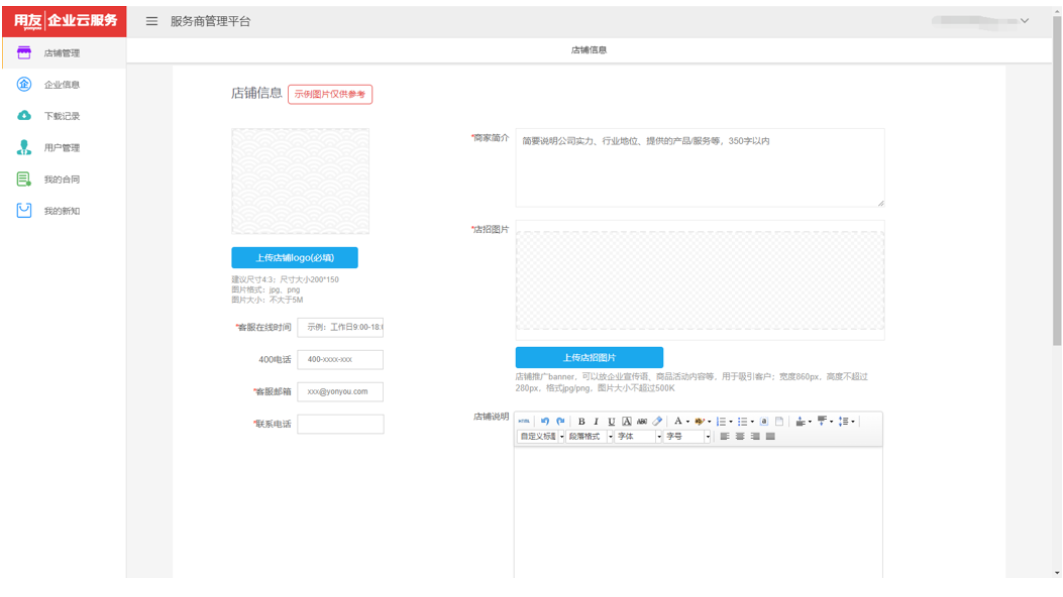 用友 企业云服务
yonyou
服务商管理平台
店铺管理
企业信息
下载记录
用户管理
我的合同
我的新知
店铺信息
店铺信息 示例图片仅供参考
上传店铺logo(必填)
建议尺寸4:3；尺寸大小200*150
图片格式：jpg、png
图片大小：不大于5M
*客服在线时间 示例：工作日9:00-18:
400电话 400-xxxx-xxx
*客服邮箱 xxx@yonyou.com
*联系电话
*商家简介 简要说明公司实力、行业地位、提供的产品/服务等，350字以内
*店招图片
上传店招图片
店铺推广banner，可以放企业宣传语、商品活动内容等，用于吸引客户；宽度860px，高度不超过
280px，格式jpg/png，图片大小不超过500K
店铺说明
HTML B I U A ABC A
自定义标题 段落格式 字体 字号